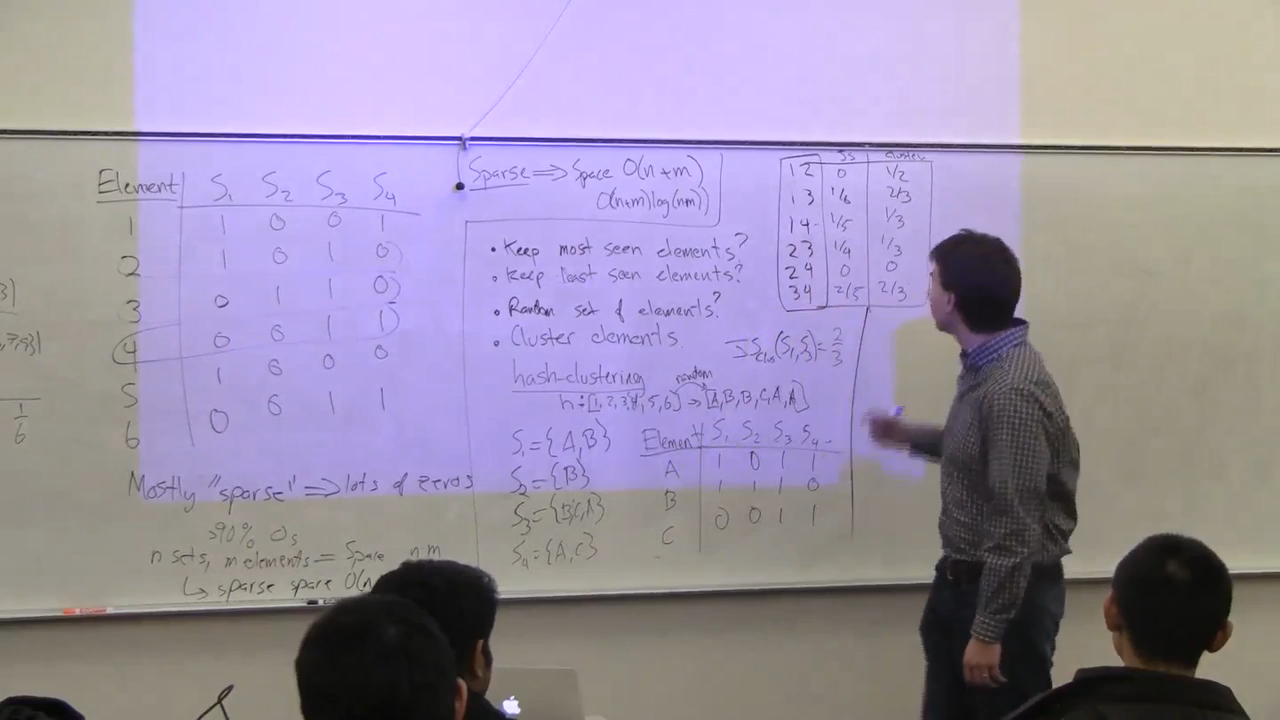 3)
,7,9}|
1/6
Element S₁ S₂ S₃ S₄
1 1 0 0 1
2 1 0 1 0
3 0 1 1 0
4 0 0 1 1
5 1 0 0 0
6 0 0 1 1
Mostly "sparse" ⇒ lots of zeros
>90% 0s
n sets, m elements = Space nm
↳ sparse space O(n
Sparse ⇒ Space O(n+m)
O(n+m)log(nm))
• Keep most seen elements?
• Keep least seen elements?
• Random set of elements?
• Cluster elements.
hash-clustering
random
h: [1, 2, 3, 4, 5, 6] → [A, B, B, C, A, A]
S₁ = {A, B}
S₂ = {B}
S₃ = {B, C, A}
S₄ = {A, C}
Element S₁ S₂ S₃ S₄
A 1 0 1 1
B 1 1 1 0
C 0 0 1 1
JS cluster
12 0 1/2
13 1/6 2/3
14 1/5 1/3
23 1/4 1/3
24 0 0
34 2/5 2/3
JS_clus(S₁, S₃) = 2/3